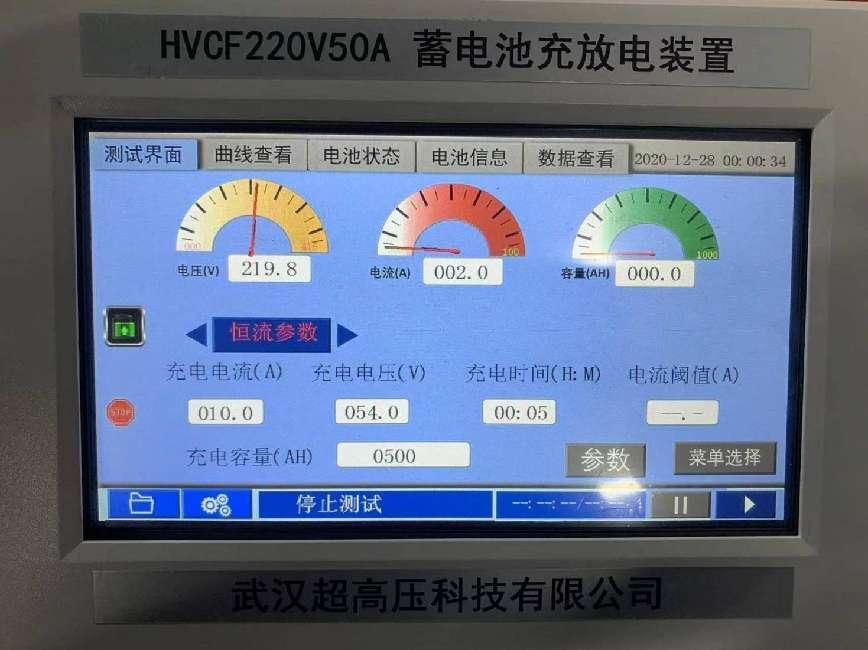 HVCF220V50A 蓄电池充放电装置
测试界面 曲线查看 电池状态 电池信息 数据查看 2020-12-28 00:00:34
000 100 1000
电压(V) 219.8 电流(A) 002.0 容量(AH) 000.0
恒流参数
充电电流(A) 充电电压(V) 充电时间(H:M) 电流阈值(A)
STOP 010.0 054.0 00:05 ---.-
充电容量(AH) 0500 参数 菜单选择
停止测试 --:--:--/--:--
武汉超高压科技有限公司